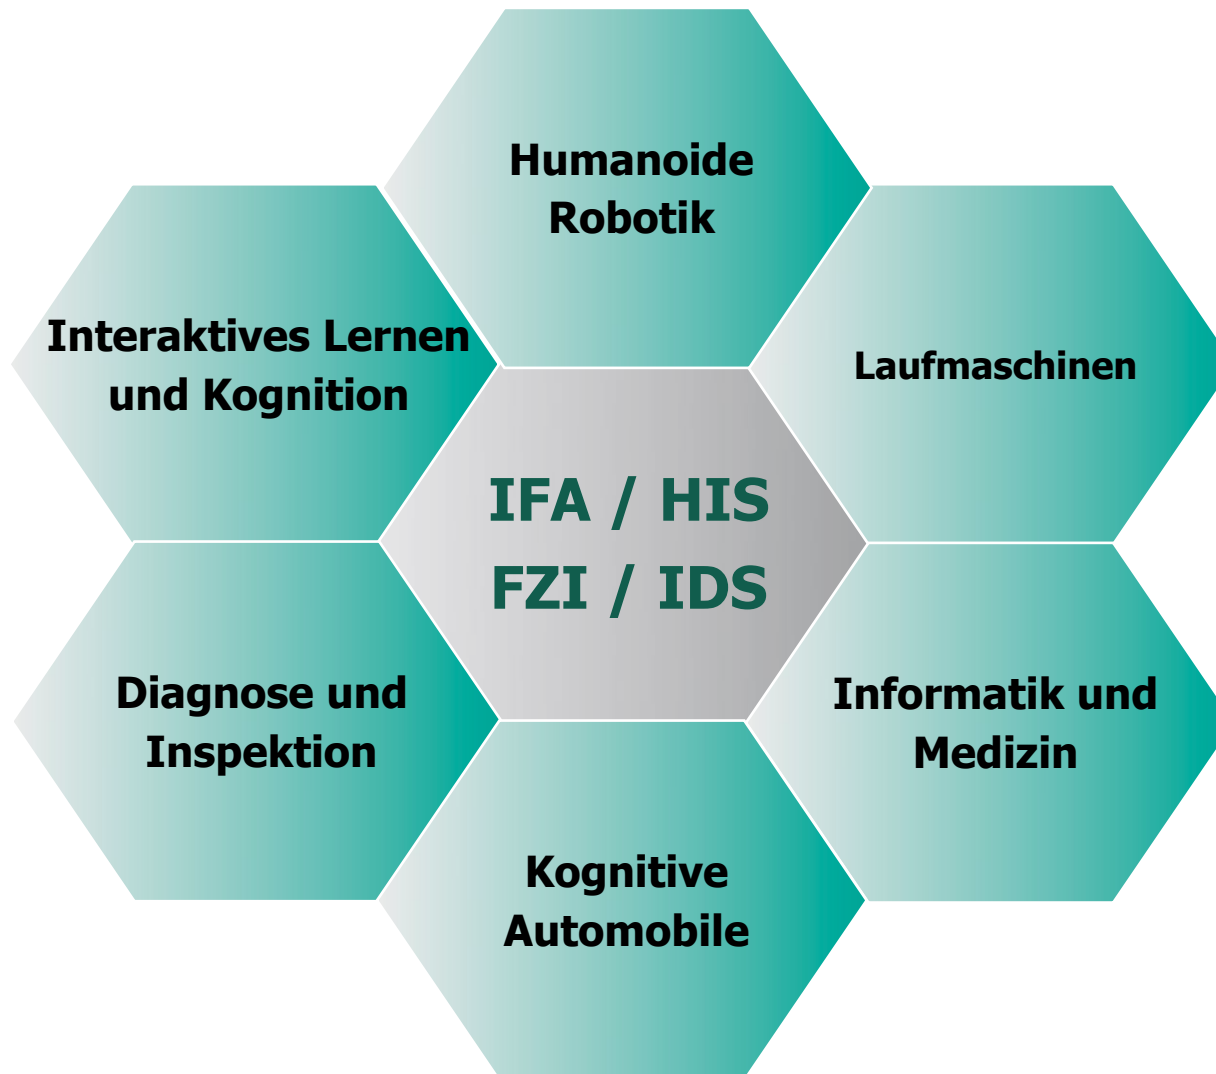 Humanoide
Robotik
Interaktives Lernen
und Kognition
Laufmaschinen
IFA / HIS
FZI / IDS
Diagnose und
Inspektion
Informatik und
Medizin
Kognitive
Automobile